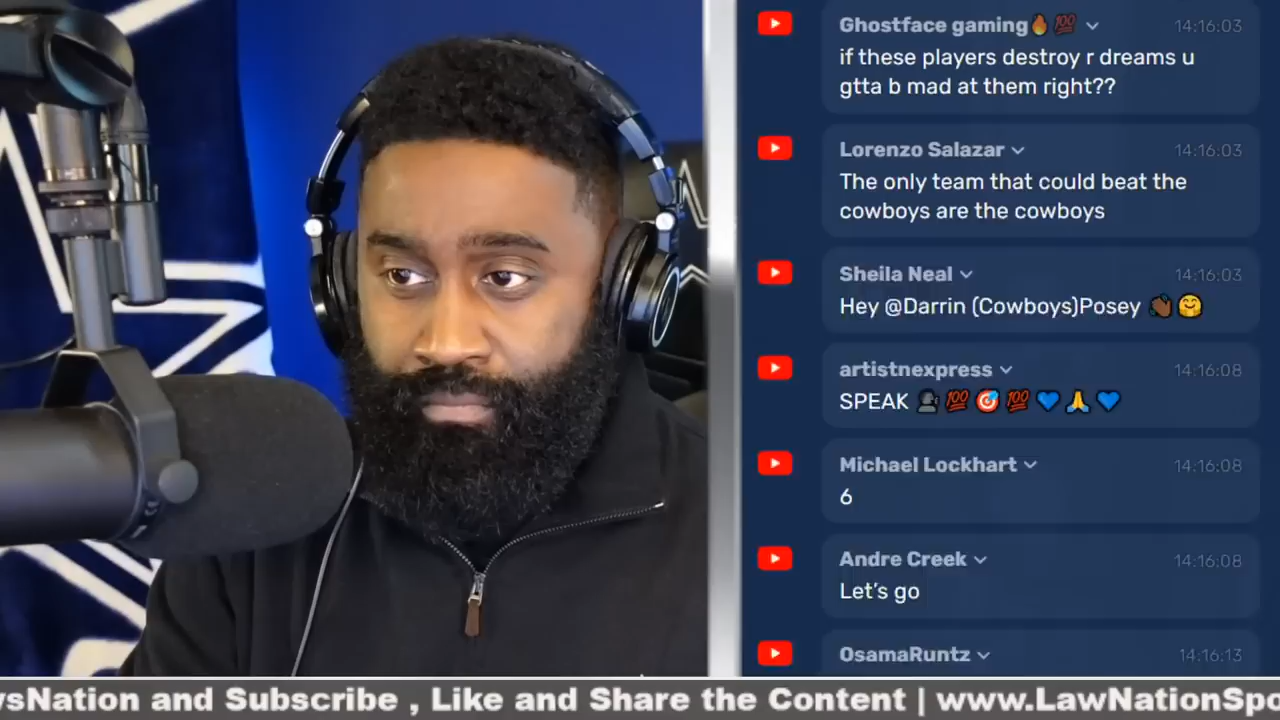 Ghostface gaming🔥💯
14:16:03
if these players destroy r dreams u
gtta b mad at them right??
Lorenzo Salazar
14:16:03
The only team that could beat the
cowboys are the cowboys
Sheila Neal
14:16:03
Hey @Darrin (Cowboys)Posey 👋🏾🤗
artistnexpress
14:16:08
SPEAK 🗣💯🎯💯💙🙏💙
Michael Lockhart
14:16:08
6
Andre Creek
14:16:08
Let's go
OsamaRuntz
14:16:13
ysNation and Subscribe , Like and Share the Content | www.LawNationSpo